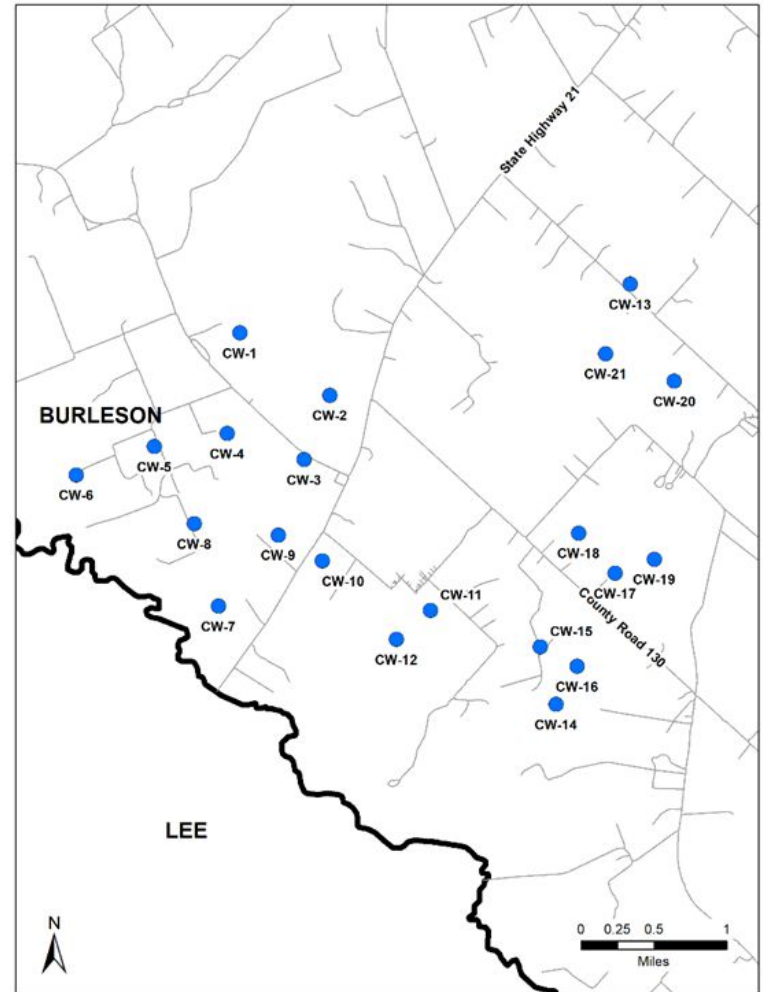 State Highway 21
CW-13
CW-1
CW-21
CW-20
CW-2
BURLESON
CW-4
CW-5
CW-3
CW-6
CW-8
CW-9
CW-18
CW-10
CW-19
CW-17
CW-11
County Road 130
CW-7
CW-15
CW-12
CW-16
CW-14
LEE
N
0 0.25 0.5 1
Miles